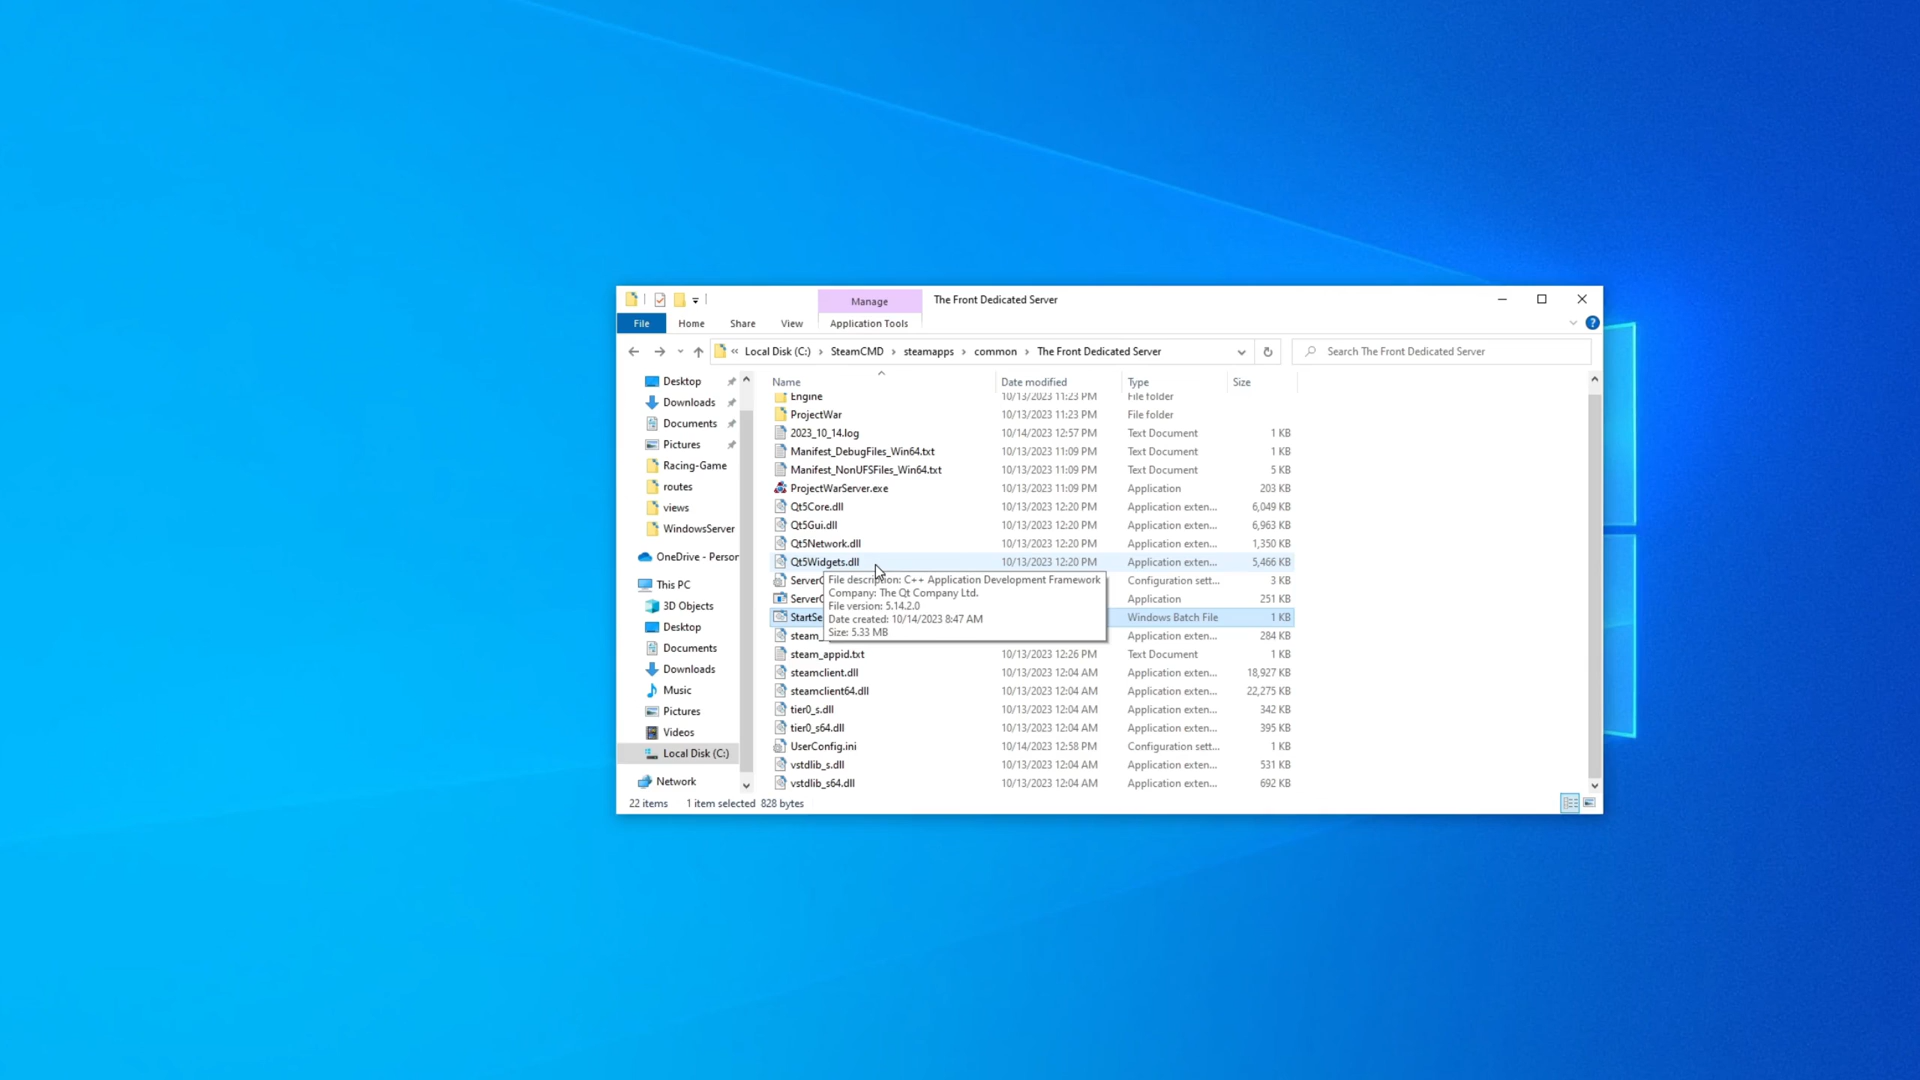 Manage
The Front Dedicated Server
File
Home
Share
View
Application Tools
« Local Disk (C:) › SteamCMD › steamapps › common › The Front Dedicated Server
Search The Front Dedicated Server
Desktop
Downloads
Documents
Pictures
Racing-Game
routes
views
WindowsServer
OneDrive - Person
This PC
3D Objects
Desktop
Documents
Downloads
Music
Pictures
Videos
Local Disk (C:)
Network
Name Date modified Type Size
Engine 10/13/2023 11:23 PM File folder
ProjectWar 10/13/2023 11:23 PM File folder
2023_10_14.log 10/14/2023 12:57 PM Text Document 1 KB
Manifest_DebugFiles_Win64.txt 10/13/2023 11:09 PM Text Document 1 KB
Manifest_NonUFSFiles_Win64.txt 10/13/2023 11:09 PM Text Document 5 KB
ProjectWarServer.exe 10/13/2023 11:09 PM Application 203 KB
Qt5Core.dll 10/13/2023 12:20 PM Application exten... 6,049 KB
Qt5Gui.dll 10/13/2023 12:20 PM Application exten... 6,963 KB
Qt5Network.dll 10/13/2023 12:20 PM Application exten... 1,350 KB
Qt5Widgets.dll 10/13/2023 12:20 PM Application exten... 5,466 KB
Configuration sett... 3 KB
Application 251 KB
StartSe Windows Batch File 1 KB
steam_ 10/13/2023 12:04 AM Application exten... 284 KB
steam_appid.txt 10/13/2023 12:26 PM Text Document 1 KB
steamclient.dll 10/13/2023 12:04 AM Application exten... 18,927 KB
steamclient64.dll 10/13/2023 12:04 AM Application exten... 22,275 KB
tier0_s.dll 10/13/2023 12:04 AM Application exten... 342 KB
tier0_s64.dll 10/13/2023 12:04 AM Application exten... 395 KB
UserConfig.ini 10/14/2023 12:58 PM Configuration sett... 1 KB
vstdlib_s.dll 10/13/2023 12:04 AM Application exten... 531 KB
vstdlib_s64.dll 10/13/2023 12:04 AM Application exten... 692 KB
File description: C++ Application Development Framework
Company: The Qt Company Ltd.
File version: 5.14.2.0
Date created: 10/14/2023 8:47 AM
Size: 5.33 MB
22 items 1 item selected 828 bytes